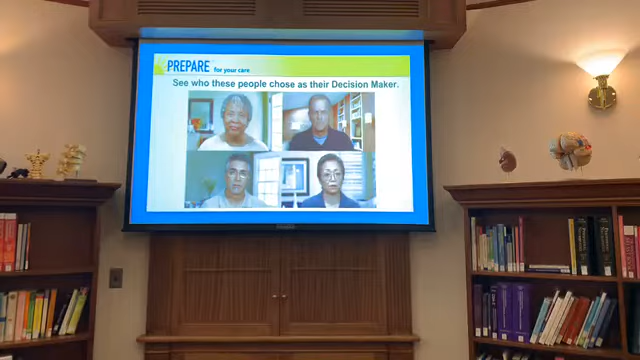 PREPARE for your care
See who these people chose as their Decision Maker.